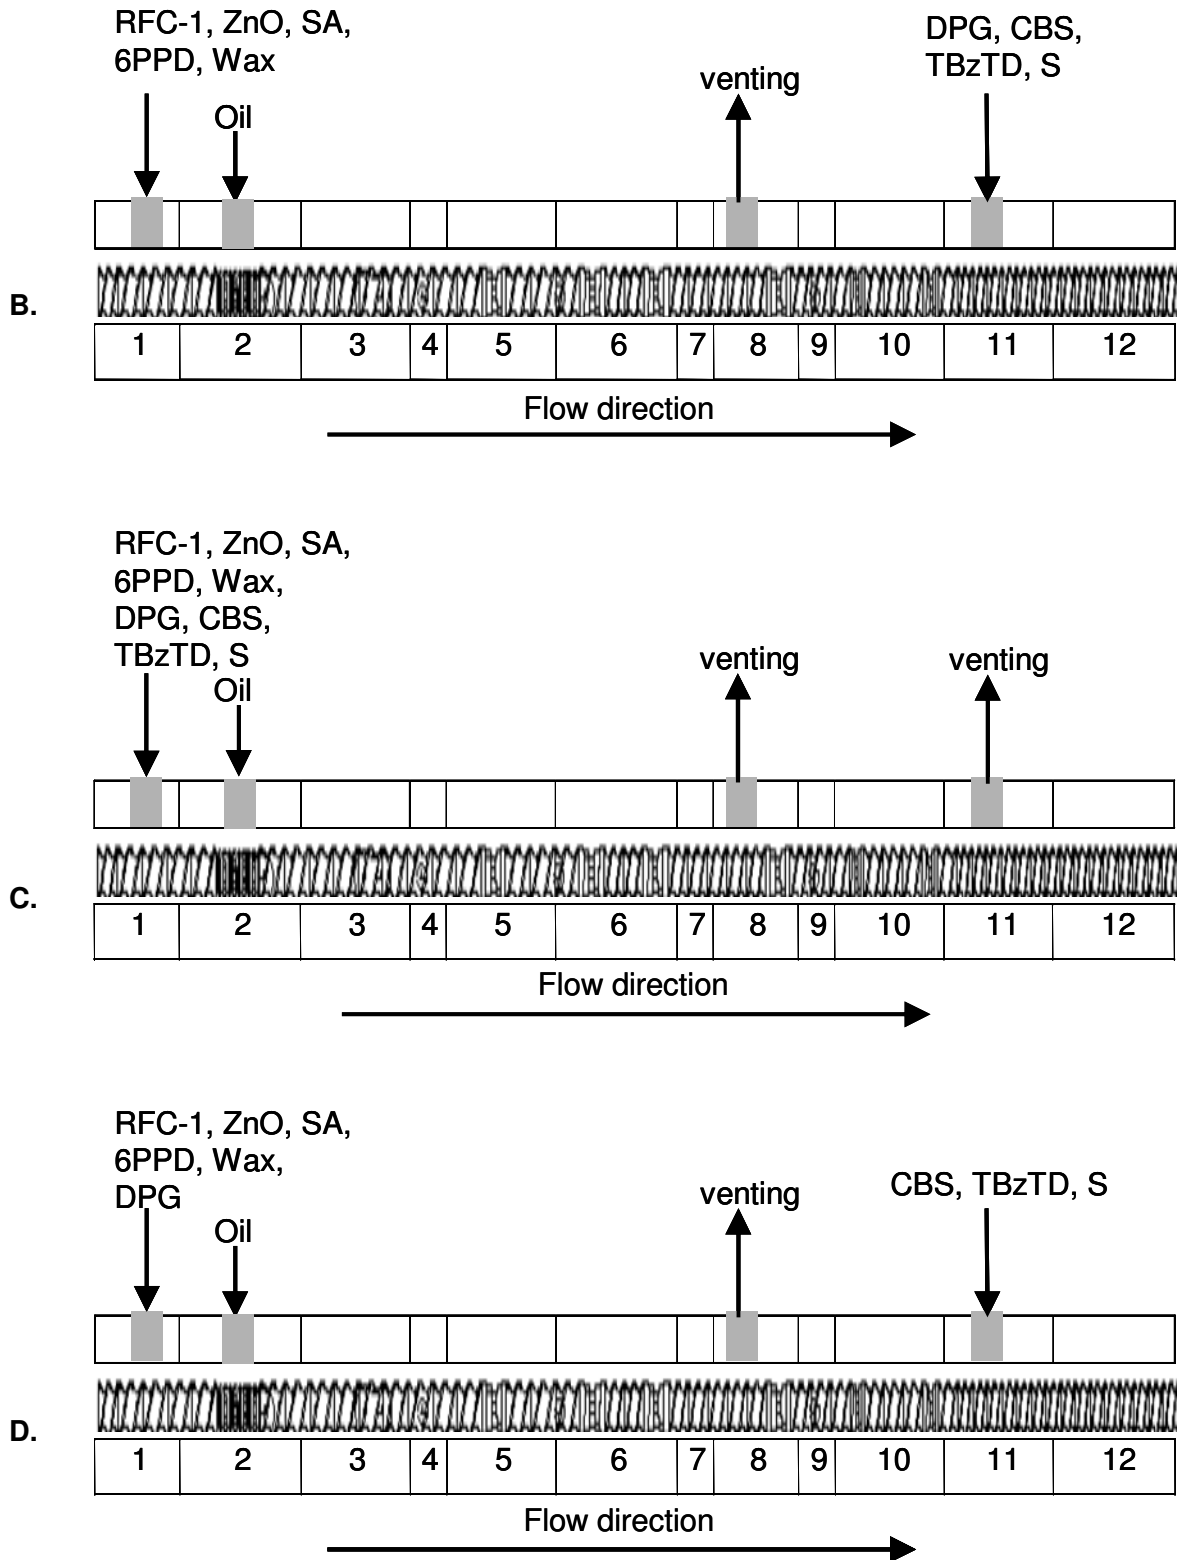 RFC-1, ZnO, SA,
6PPD, Wax
DPG, CBS,
TBzTD, S
venting
Oil
B.
1 2 3 4 5 6 7 8 9 10 11 12
Flow direction
RFC-1, ZnO, SA,
6PPD, Wax,
DPG, CBS,
TBzTD, S
Oil
venting
venting
C.
1 2 3 4 5 6 7 8 9 10 11 12
Flow direction
RFC-1, ZnO, SA,
6PPD, Wax,
DPG
Oil
venting
CBS, TBzTD, S
D.
1 2 3 4 5 6 7 8 9 10 11 12
Flow direction